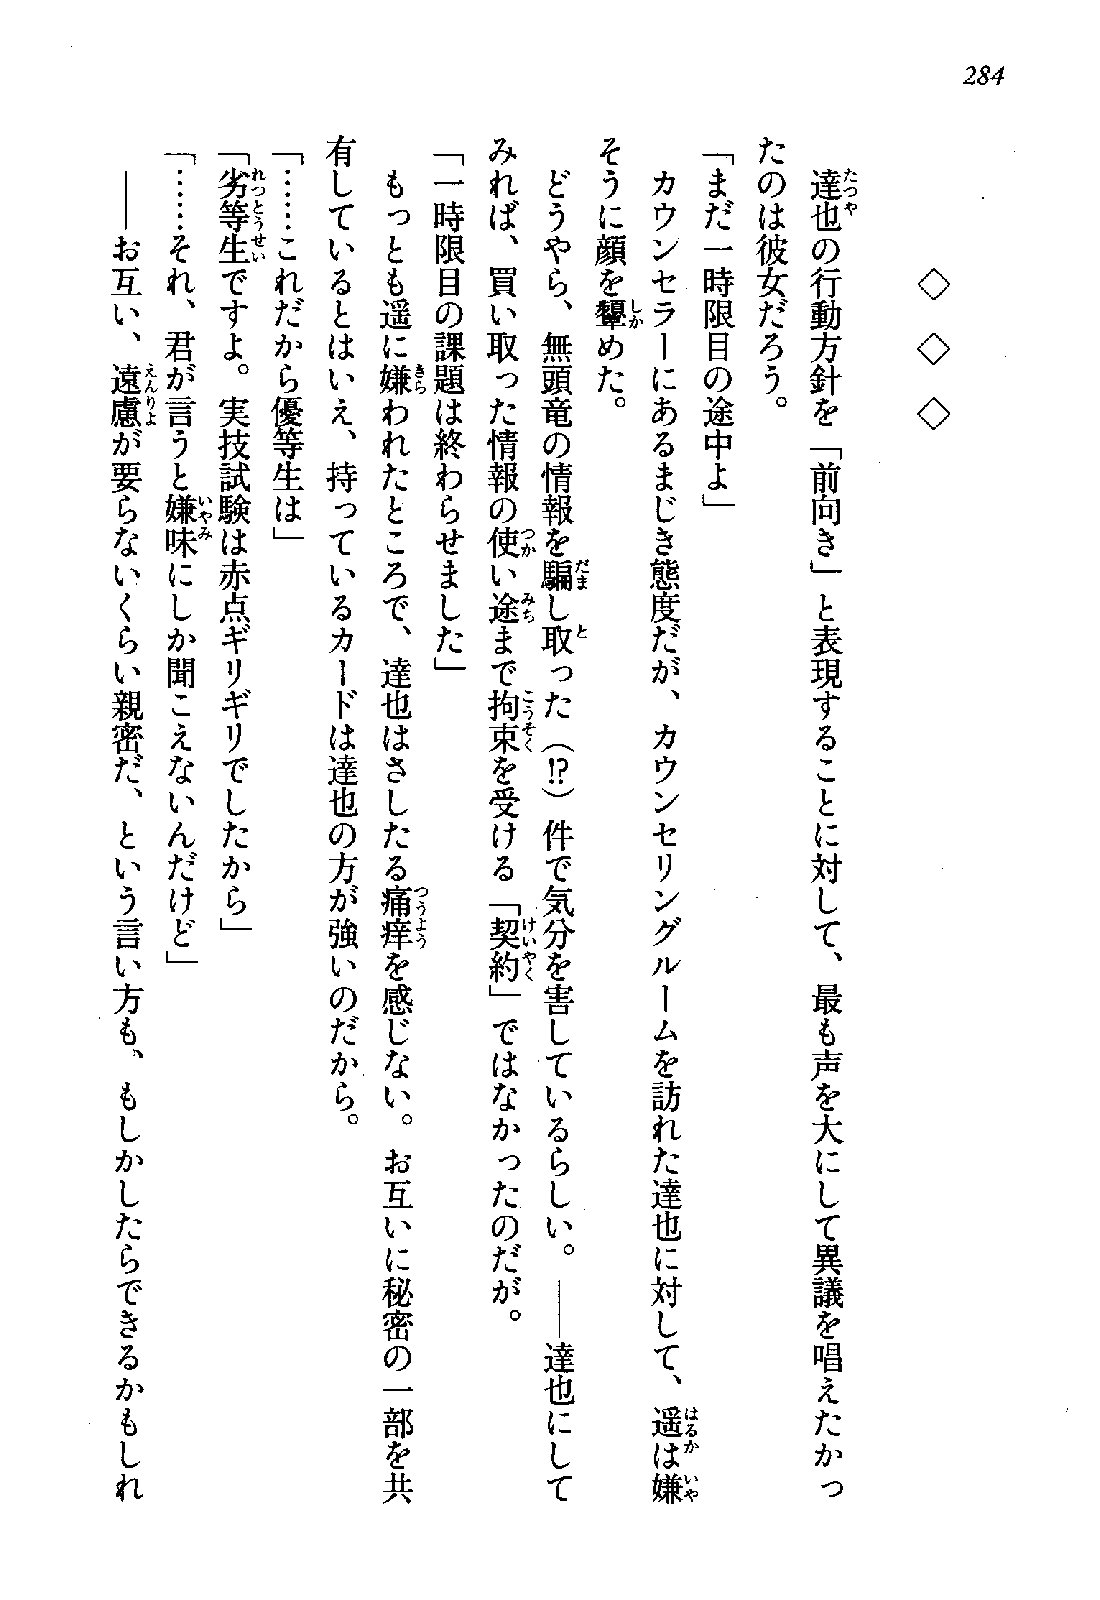 284
◇ ◇ ◇
達也の行動方針を「前向き」と表現することに対して、最も声を大にして異議を唱えたかっ
たのは彼女だろう。
「まだ一時限目の途中よ」
カウンセラーにあるまじき態度だが、カウンセリングルームを訪れた達也に対して、遥は嫌
そうに顔を顰めた。
どうやら、無頭竜の情報を騙し取った(!?)件で気分を害しているらしい。――達也にして
みれば、買い取った情報の使い途まで拘束を受ける「契約」ではなかったのだが。
「一時限目の課題は終わらせました」
もっとも遥に嫌われたところで、達也はさしたる痛痒を感じない。お互いに秘密の一部を共
有しているとはいえ、持っているカードは達也の方が強いのだから。
「……これだから優等生は」
「劣等生ですよ。実技試験は赤点ギリギリでしたから」
「……それ、君が言うと嫌味にしか聞こえないんだけど」
――お互い、遠慮が要らないくらい親密だ、という言い方も、もしかしたらできるかもしれ